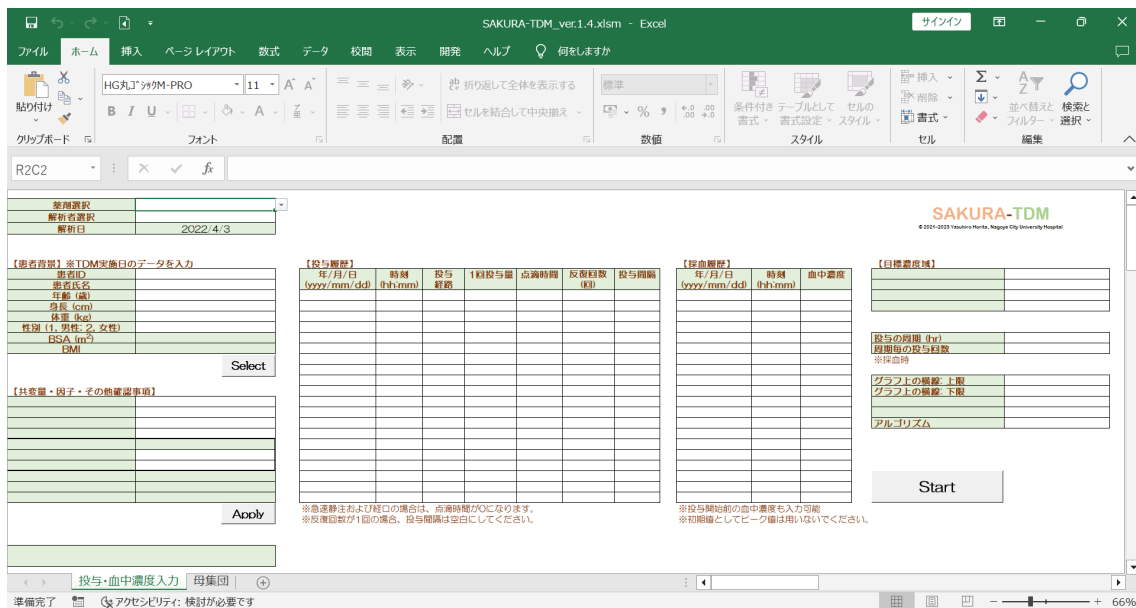 SAKURA-TDM_ver.1.4.xlsm - Excel
サインイン
ファイル ホーム 挿入 ページ レイアウト 数式 データ 校閲 表示 開発 ヘルプ 何をしますか
貼り付け
HG丸ｺﾞｼｯｸM-PRO 11
B I U
折り返して全体を表示する
セルを結合して中央揃え
標準
条件付き書式 テーブルとして書式設定 セルのスタイル
挿入
削除
書式
並べ替えとフィルター 検索と選択
クリップボード フォント 配置 数値 スタイル セル 編集
R2C2 fx
薬剤選択
解析者選択
解析日 2022/4/3
SAKURA-TDM
© 2021-2023 Yasuhiro Horita, Nagoya City University Hospital
【患者背景】※TDM実施日のデータを入力
患者ID
患者氏名
年齢 (歳)
身長 (cm)
体重 (kg)
性別 (1, 男性; 2, 女性)
BSA (m2)
BMI
Select
【共変量・因子・その他確認事項】
Apply
【投与履歴】
年/月/日 (yyyy/mm/dd) 時刻 (hh:mm) 投与経路 1回投与量 点滴時間 反復回数 (回) 投与間隔
※急速静注および経口の場合は、点滴時間が0になります。
※反復回数が1回の場合、投与間隔は空白にしてください。
【採血履歴】
年/月/日 (yyyy/mm/dd) 時刻 (hh:mm) 血中濃度
※投与開始前の血中濃度も入力可能
※初期値としてピーク値は用いないでください。
【目標濃度域】
投与の周期 (hr)
周期毎の投与回数
※採血時
グラフ上の横線: 上限
グラフ上の横線: 下限
アルゴリズム
Start
投与・血中濃度入力 母集団
準備完了 アクセシビリティ: 検討が必要です 66%